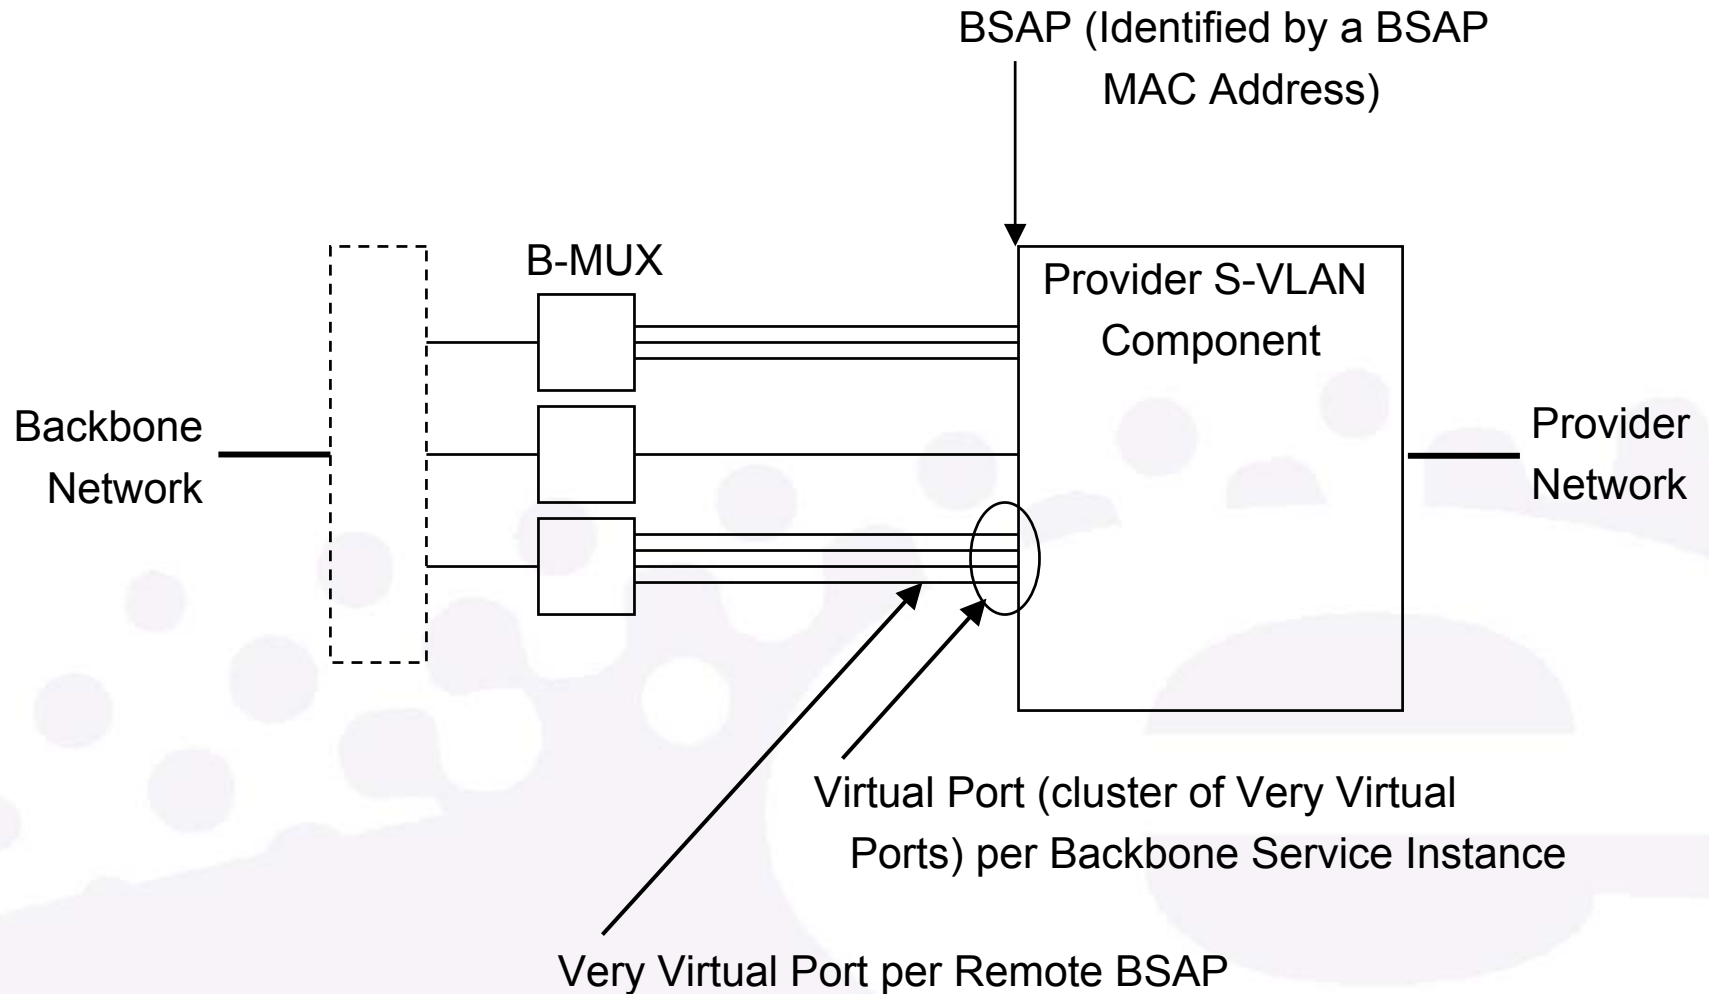 BSAP (Identified by a BSAP
MAC Address)
B-MUX
Provider S-VLAN
Component
Backbone
Network
Provider
Network
Virtual Port (cluster of Very Virtual
Ports) per Backbone Service Instance
Very Virtual Port per Remote BSAP